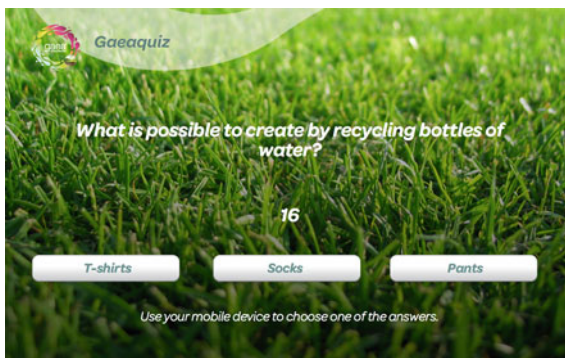 gaea
Gaeaquiz
What is possible to create by recycling bottles of
water?
16
T-shirts
Socks
Pants
Use your mobile device to choose one of the answers.